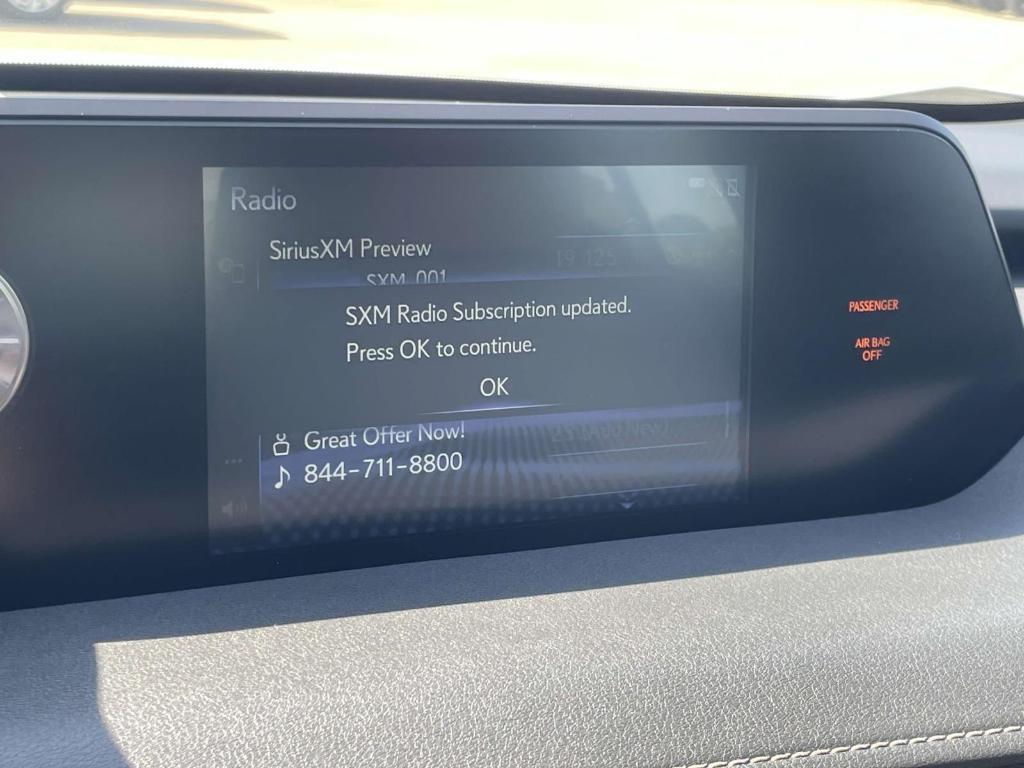 Radio
SiriusXM Preview
SXM 001
SXM Radio Subscription updated.
Press OK to continue.
OK
Great Offer Now!
844-711-8800
PASSENGER
AIR BAG
OFF